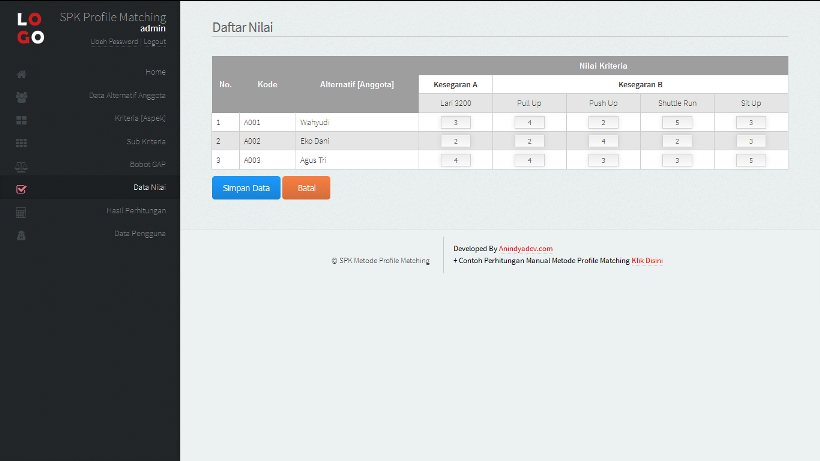 LO
GO
SPK Profile Matching
admin
Ubah Password | Logout
Home
Data Alternatif Anggota
Kriteria [Aspek]
Sub Kriteria
Bobot GAP
Data Nilai
Hasil Perhitungan
Data Pengguna
Daftar Nilai
No. Kode Alternatif [Anggota] Nilai Kriteria
Kesegaran A Kesegaran B
Lari 3200 Pull Up Push Up Shuttle Run Sit Up
1 A001 Wahyudi 3 4 2 5 3
2 A002 Eko Dani 2 2 4 2 3
3 A003 Agus Tri 4 4 3 3 5
Simpan Data Batal
© SPK Metode Profile Matching
Developed By Anindyadev.com
+ Contoh Perhitungan Manual Metode Profile Matching Klik Disini